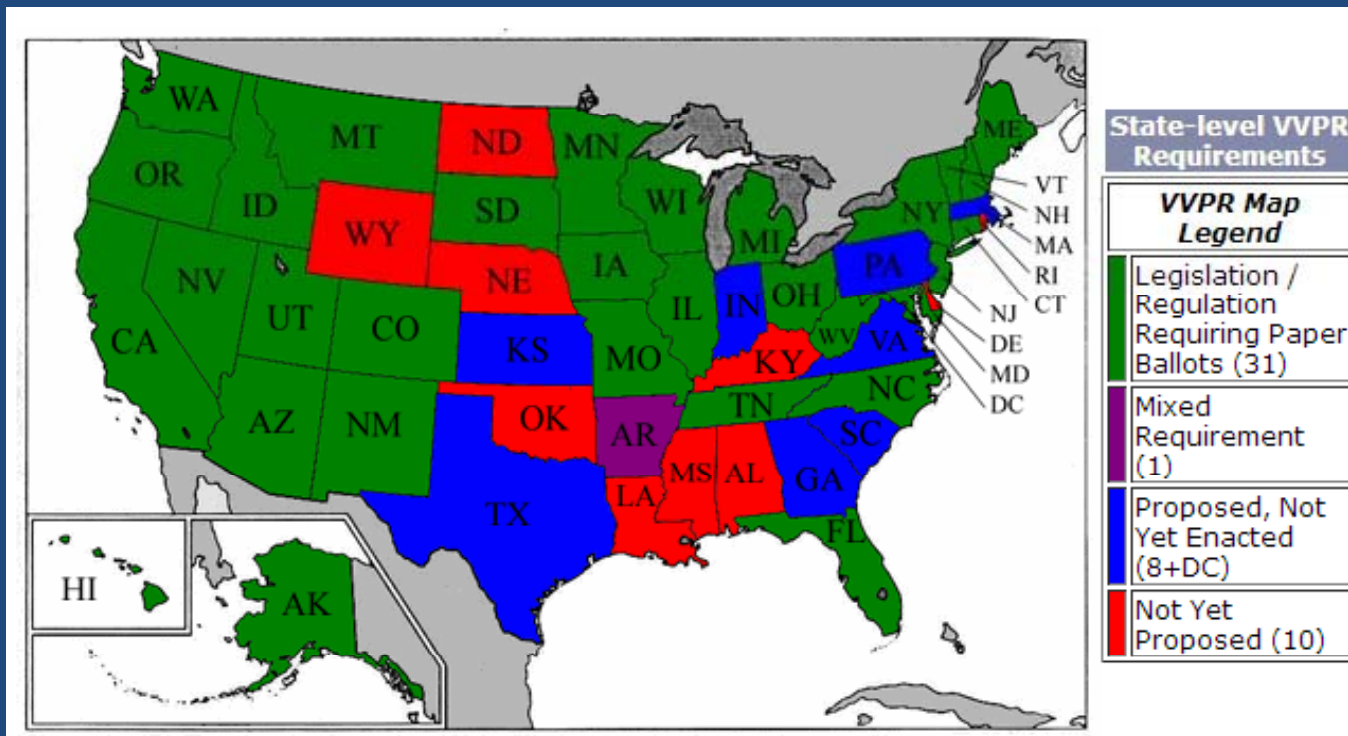 WA
MT
ND
MN
ME
OR
ID
SD
WI
NY
VT
NH
WY
MI
MA
RI
CT
NV
NE
IA
PA
NJ
UT
CO
IL
IN
OH
DE
CA
KS
MO
WV
VA
MD
KY
DC
AZ
NM
OK
TN
NC
AR
SC
TX
LA
MS
AL
GA
FL
HI
AK
State-level VVPR
Requirements
VVPR Map
Legend
Legislation /
Regulation
Requiring Paper
Ballots (31)
Mixed
Requirement
(1)
Proposed, Not
Yet Enacted
(8+DC)
Not Yet
Proposed (10)